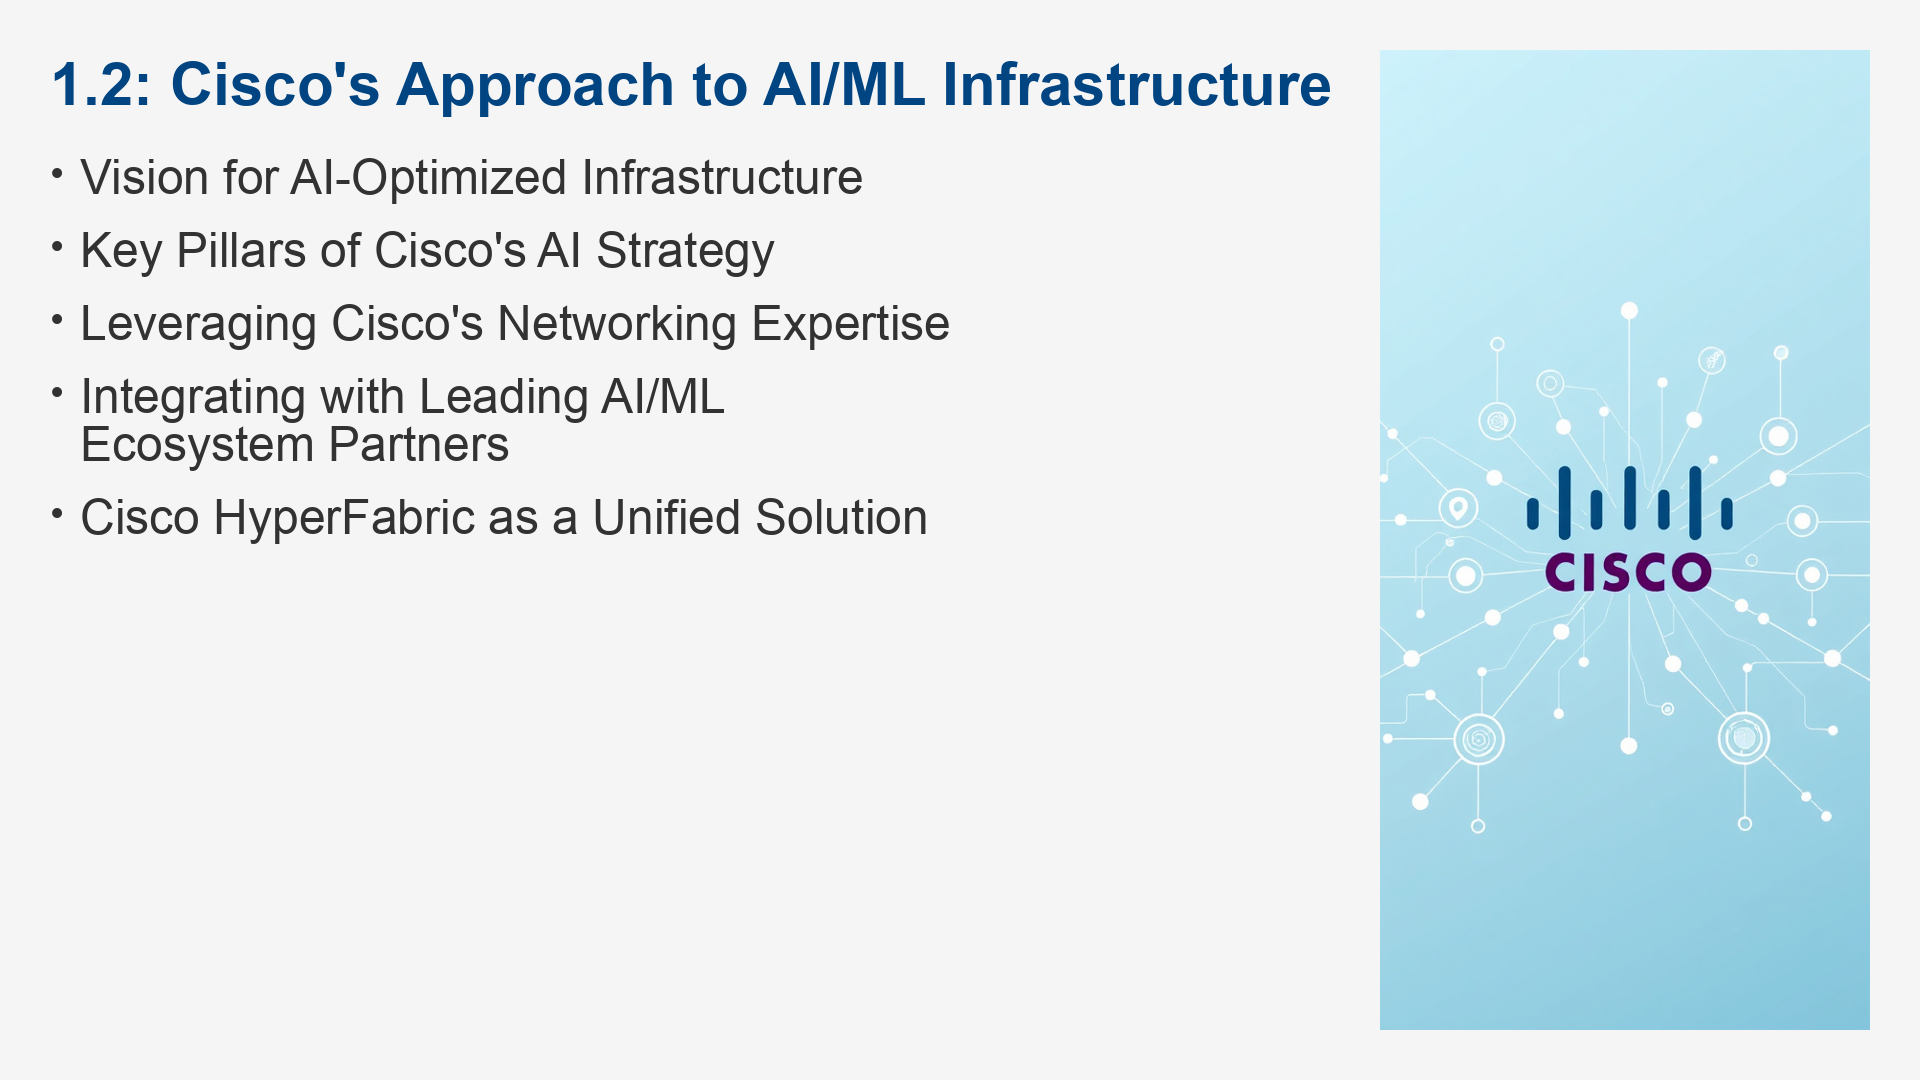 1.2: Cisco's Approach to AI/ML Infrastructure
• Vision for AI-Optimized Infrastructure
• Key Pillars of Cisco's AI Strategy
• Leveraging Cisco's Networking Expertise
• Integrating with Leading AI/ML
Ecosystem Partners
• Cisco HyperFabric as a Unified Solution
CISCO